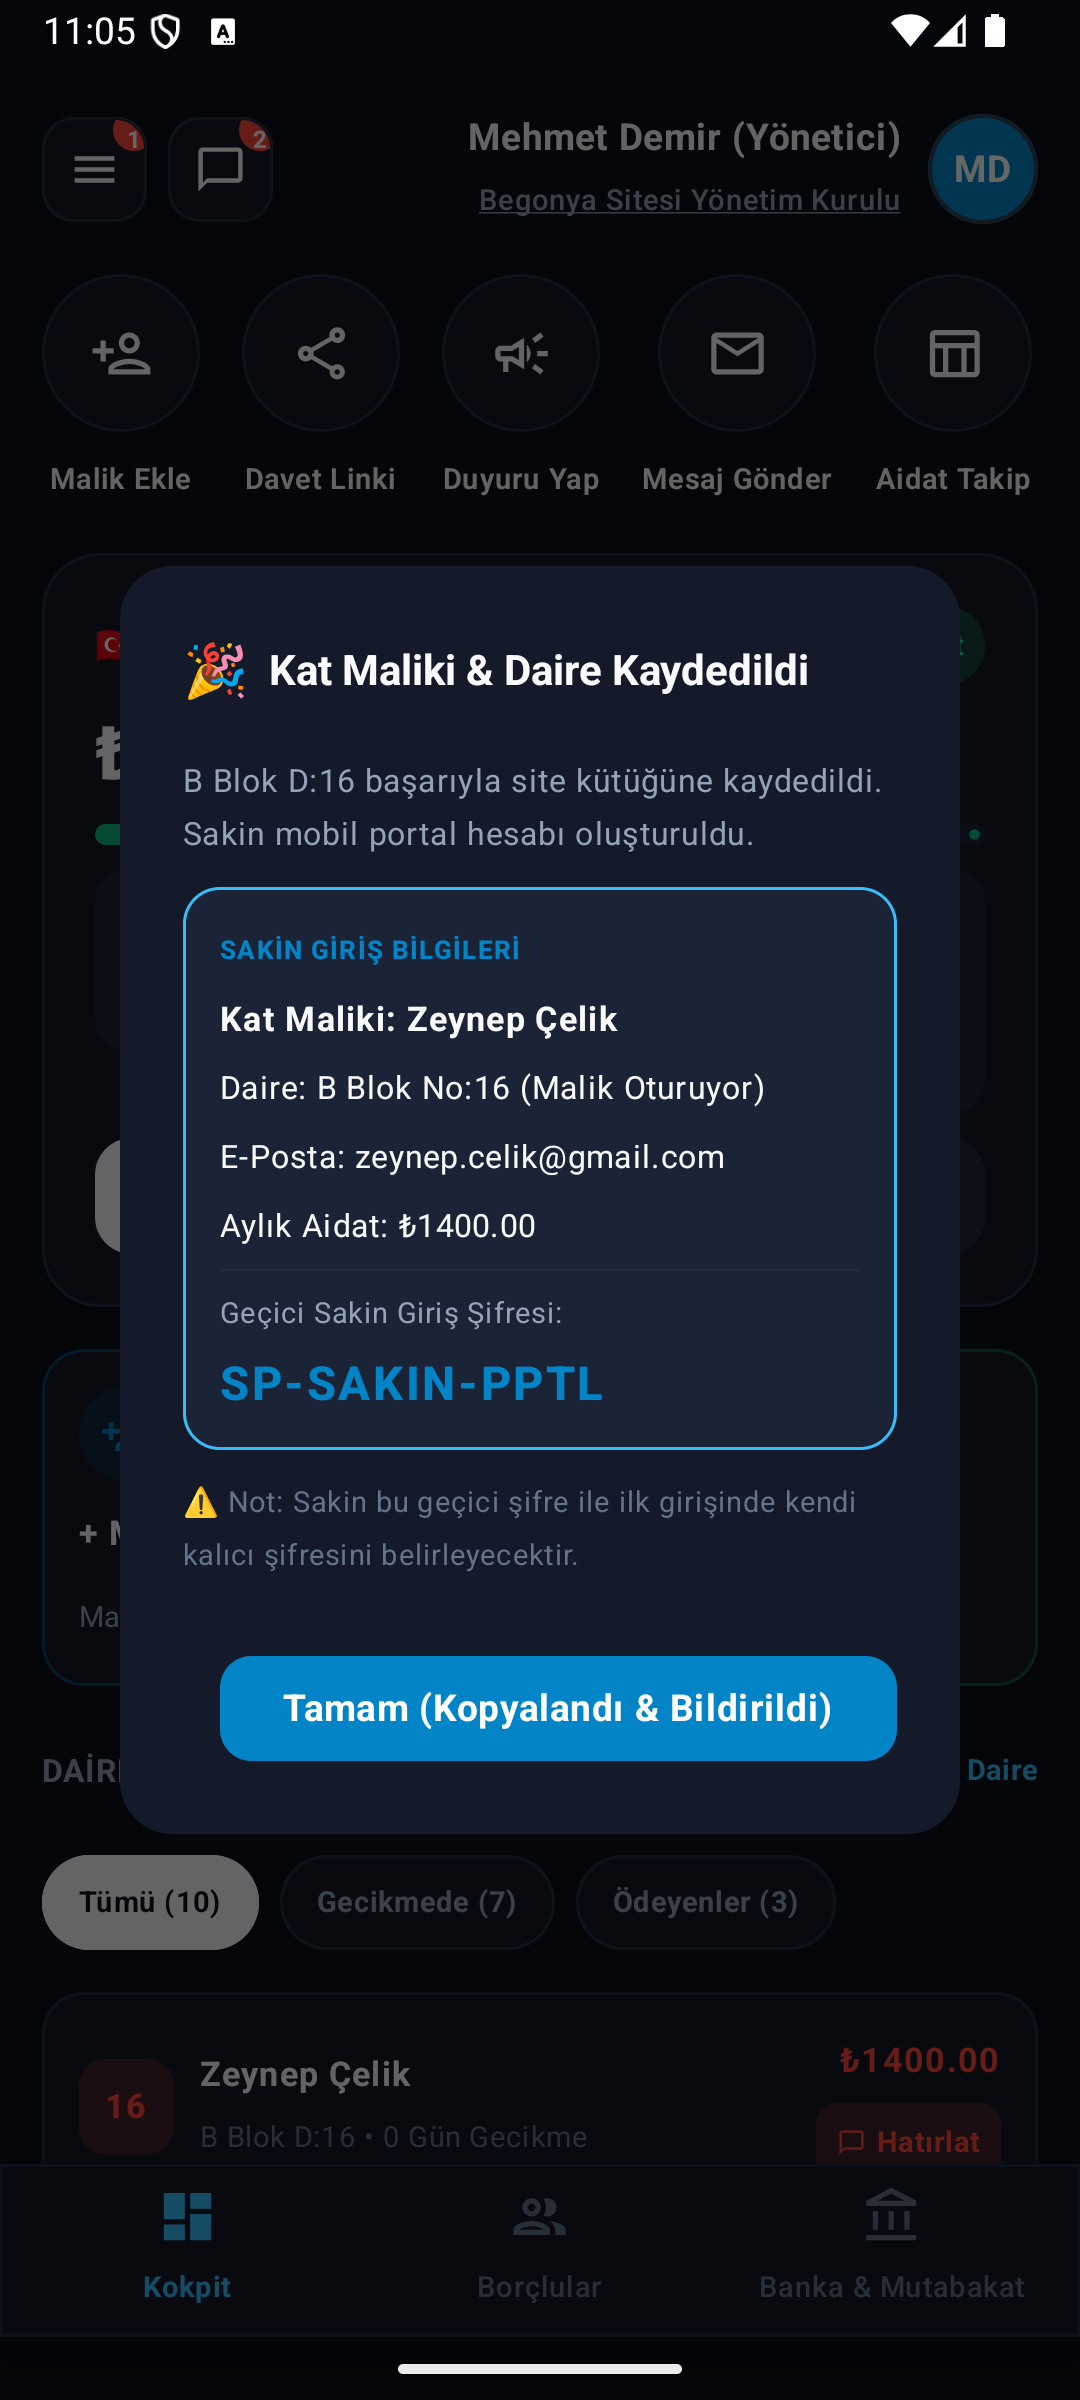 11:05
A
1
2
Mehmet Demir (Yönetici)
Begonya Sitesi Yönetim Kurulu
MD
Malik Ekle
Davet Linki
Duyuru Yap
Mesaj Gönder
Aidat Takip
₺
🎉 Kat Maliki & Daire Kaydedildi
B Blok D:16 başarıyla site kütüğüne kaydedildi.
Sakin mobil portal hesabı oluşturuldu.
SAKİN GİRİŞ BİLGİLERİ
Kat Maliki: Zeynep Çelik
Daire: B Blok No:16 (Malik Oturuyor)
E-Posta: zeynep.celik@gmail.com
Aylık Aidat: ₺1400.00
Geçici Sakin Giriş Şifresi:
SP-SAKIN-PPTL
⚠️ Not: Sakin bu geçici şifre ile ilk girişinde kendi
kalıcı şifresini belirleyecektir.
Tamam (Kopyalandı & Bildirildi)
Daire
Tümü (10)
Gecikmede (7)
Ödeyenler (3)
16
Zeynep Çelik
₺1400.00
B Blok D:16 • 0 Gün Gecikme
Hatırlat
Kokpit
Borçlular
Banka & Mutabakat